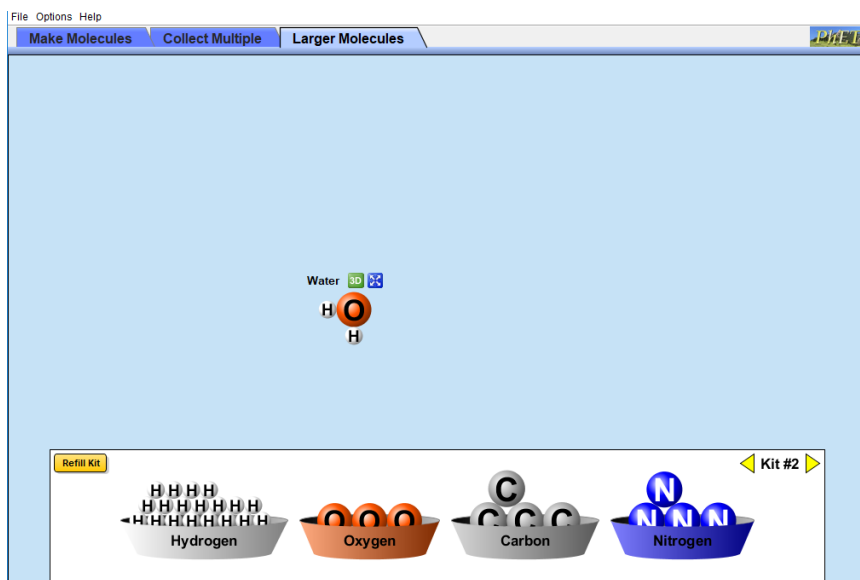 File Options Help
Make Molecules Collect Multiple Larger Molecules
PhET
Water 3D
H O
H
Refill Kit
Kit #2
H H H H
H H H H H H H
H H H H H H H H
C
N
O O O
C C C
N N N
Hydrogen Oxygen Carbon Nitrogen